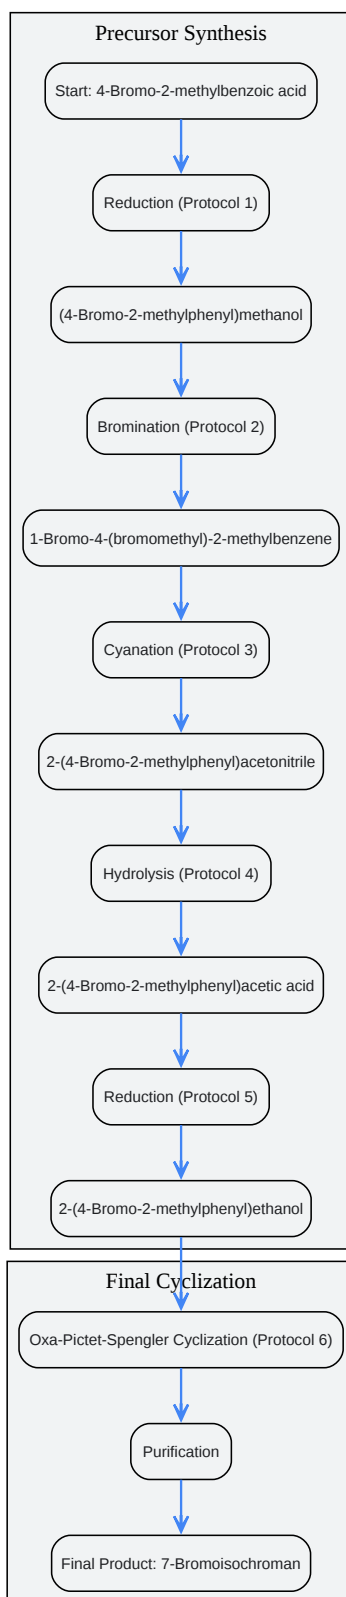 Precursor Synthesis
Start: 4-Bromo-2-methylbenzoic acid
Reduction (Protocol 1)
(4-Bromo-2-methylphenyl)methanol
Bromination (Protocol 2)
1-Bromo-4-(bromomethyl)-2-methylbenzene
Cyanation (Protocol 3)
2-(4-Bromo-2-methylphenyl)acetonitrile
Hydrolysis (Protocol 4)
2-(4-Bromo-2-methylphenyl)acetic acid
Reduction (Protocol 5)
2-(4-Bromo-2-methylphenyl)ethanol
Final Cyclization
Oxa-Pictet-Spengler Cyclization (Protocol 6)
Purification
Final Product: 7-Bromoisochroman